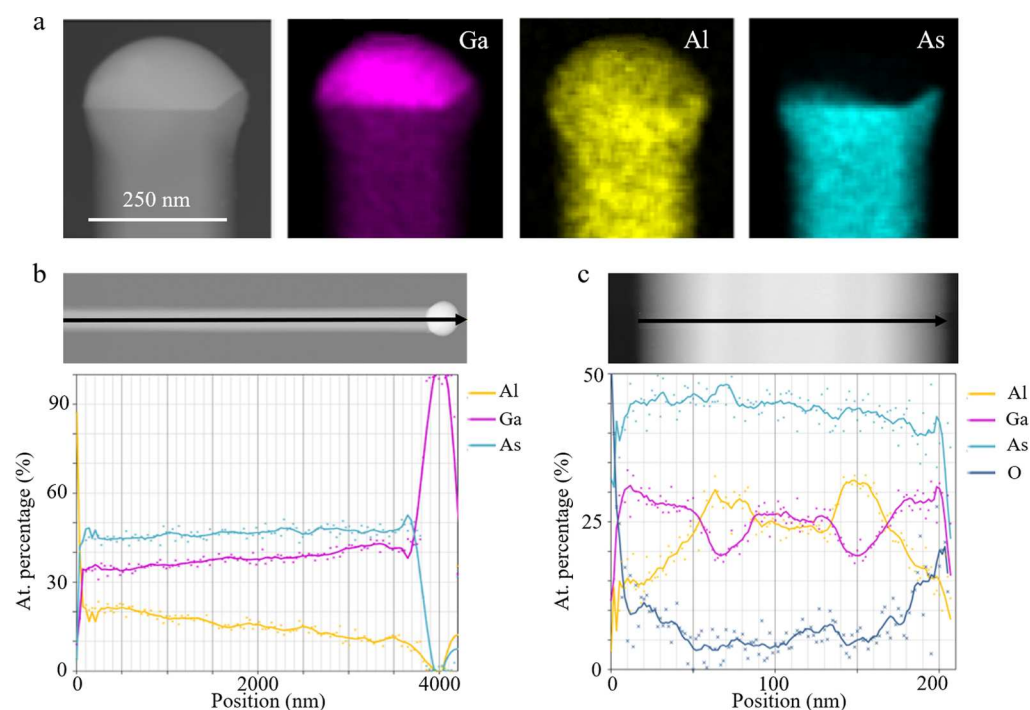 a
Ga
Al
As
250 nm
b
c
At. percentage (%)
90
60
30
0
0
2000
4000
Position (nm)
Al
Ga
As
At. percentage (%)
50
25
0
0
100
200
Position (nm)
Al
Ga
As
O